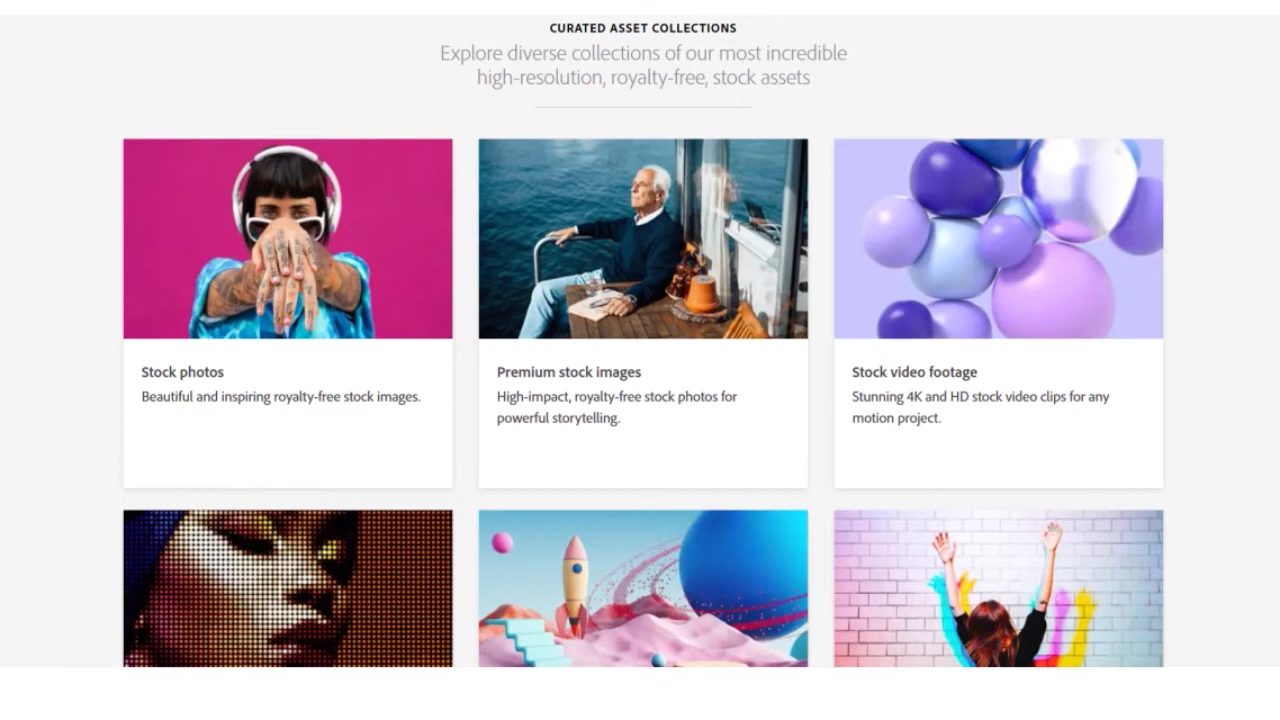 CURATED ASSET COLLECTIONS
Explore diverse collections of our most incredible
high-resolution, royalty-free, stock assets
Stock photos
Beautiful and inspiring royalty-free stock images.
Premium stock images
High-impact, royalty-free stock photos for
powerful storytelling.
Stock video footage
Stunning 4K and HD stock video clips for any
motion project.